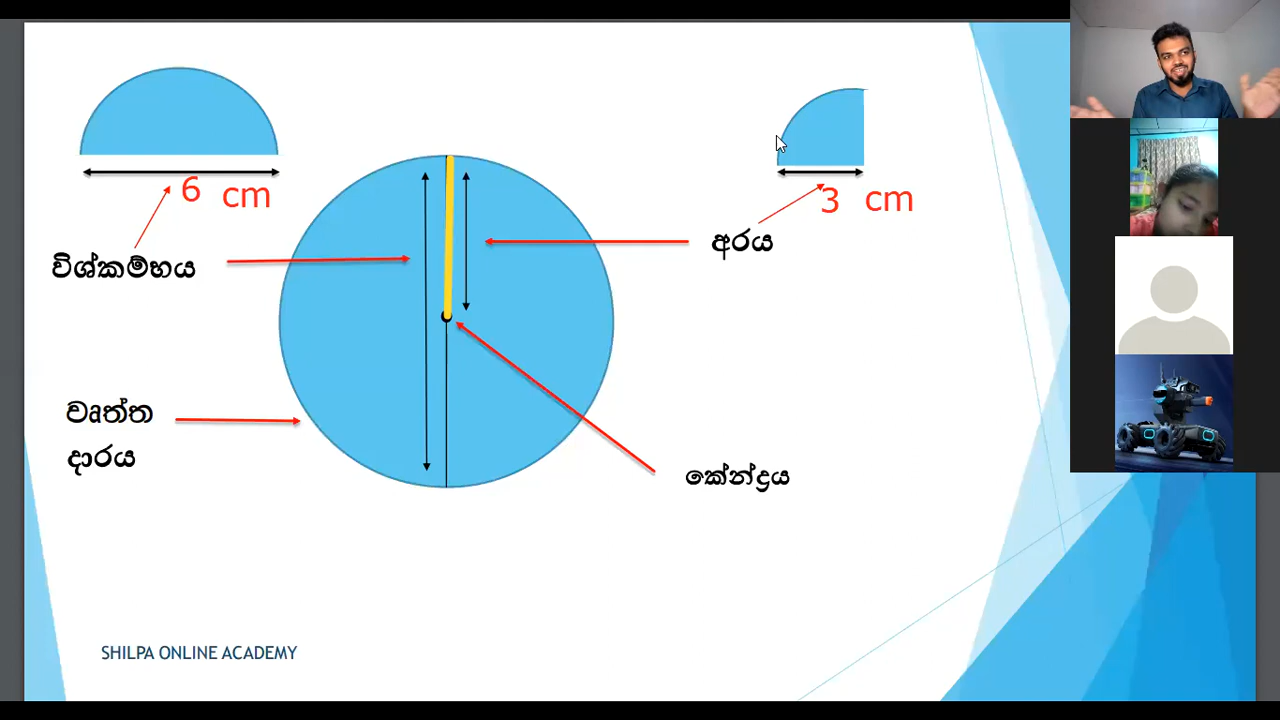 6 cm
3 cm
අරය
විශ්කම්භය
වෘත්ත
දාරය
කේන්ද්‍රය
SHILPA ONLINE ACADEMY